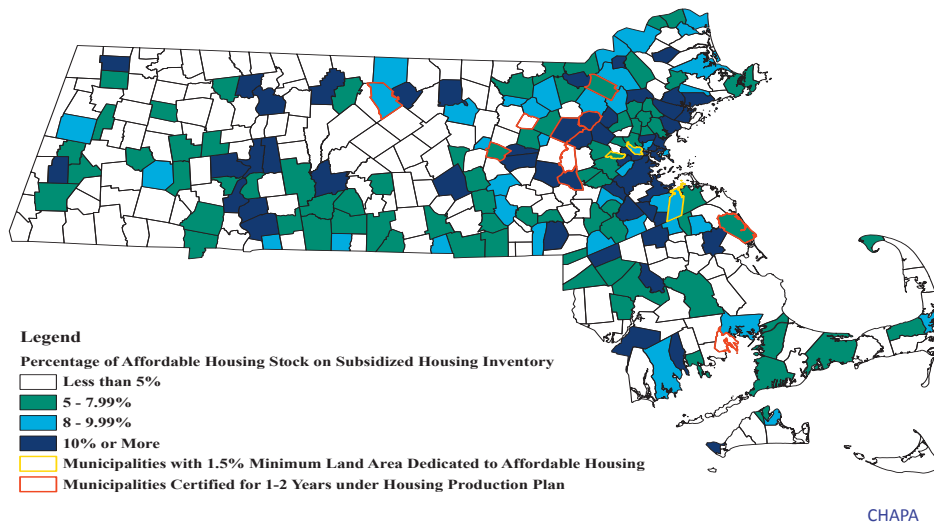 Legend
Percentage of Affordable Housing Stock on Subsidized Housing Inventory
Less than 5%
5 - 7.99%
8 - 9.99%
10% or More
Municipalities with 1.5% Minimum Land Area Dedicated to Affordable Housing
Municipalities Certified for 1-2 Years under Housing Production Plan
CHAPA